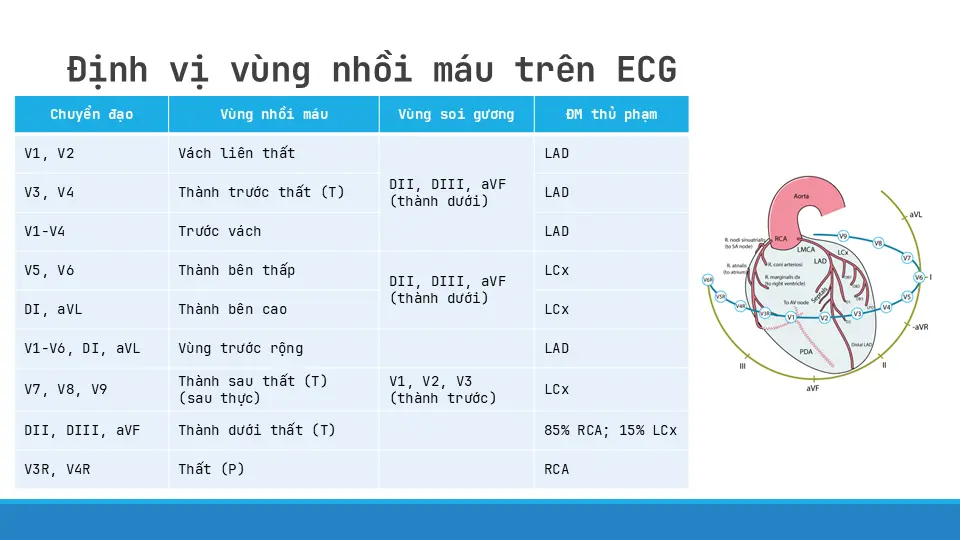 Định vị vùng nhồi máu trên ECG
Chuyển đạo
Vùng nhồi máu
Vùng soi gương
ĐM thủ phạm
V1, V2
Vách liên thất
DII, DIII, aVF
(thành dưới)
LAD
V3, V4
Thành trước thất (T)
LAD
V1-V4
Trước vách
LAD
V5, V6
Thành bên thấp
DII, DIII, aVF
(thành dưới)
LCx
DI, aVL
Thành bên cao
LCx
V1-V6, DI, aVL
Vùng trước rộng
LAD
V7, V8, V9
Thành sau thất (T)
(sau thực)
V1, V2, V3
(thành trước)
LCx
DII, DIII, aVF
Thành dưới thất (T)
85% RCA; 15% LCx
V3R, V4R
Thất (P)
RCA
Aorta
aVL
RCA
V9
R. nodi sinuatrialis
(to SA node)
LMCA
V8
LCx
LAD
V7
R. atrialis
(to atrium)
R. coni arteriosi
V6
I
R. marginalis dx
(to right ventricle)
V6R
Septals
V5R
V5
To AV node
V4R
V4
V3R
V1
V2
V3
-aVR
PDA
Distal LAD
III
II
aVF